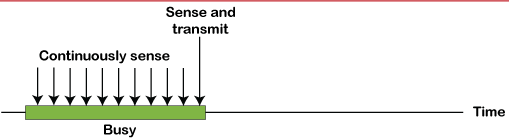 Sense and
transmit
Continuously sense
Time
Busy